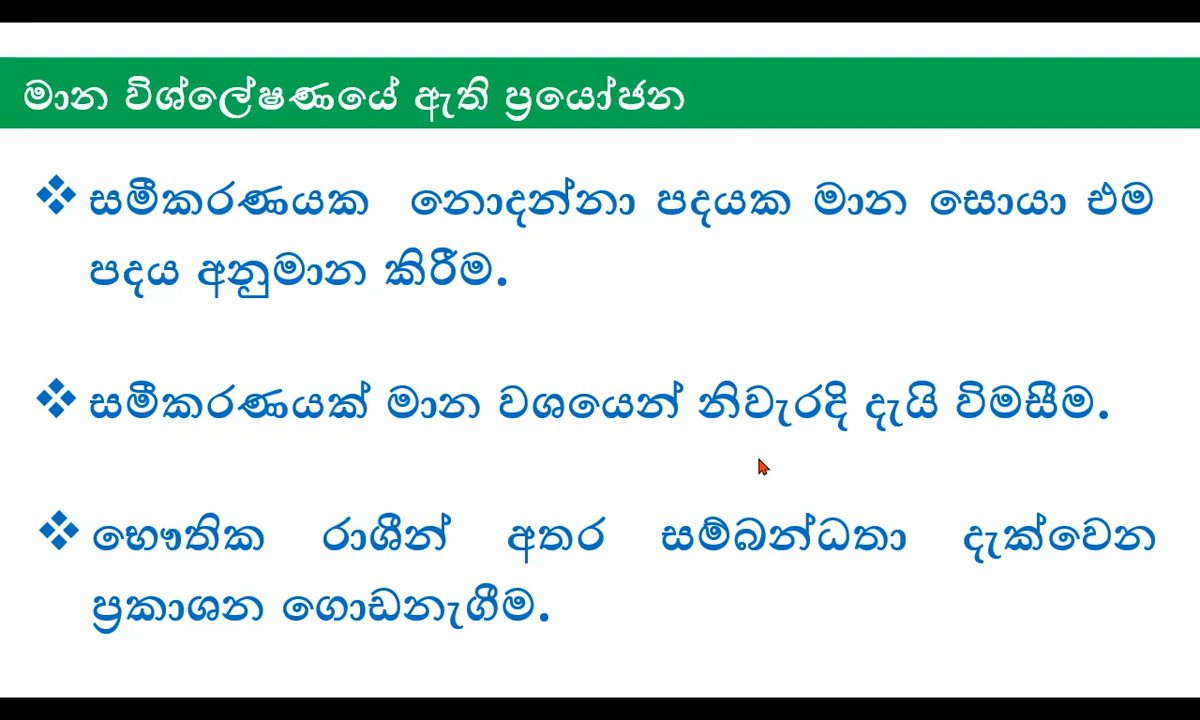 මාන විශ්ලේෂණයේ ඇති ප්‍රයෝජන
❖ සමීකරණයක නොදන්නා පදයක මාන සොයා එම
පදය අනුමාන කිරීම.
❖ සමීකරණයක් මාන වශයෙන් නිවැරදි දැයි විමසීම.
❖ භෞතික රාශීන් අතර සම්බන්ධතා දැක්වෙන
ප්‍රකාශන ගොඩනැගීම.